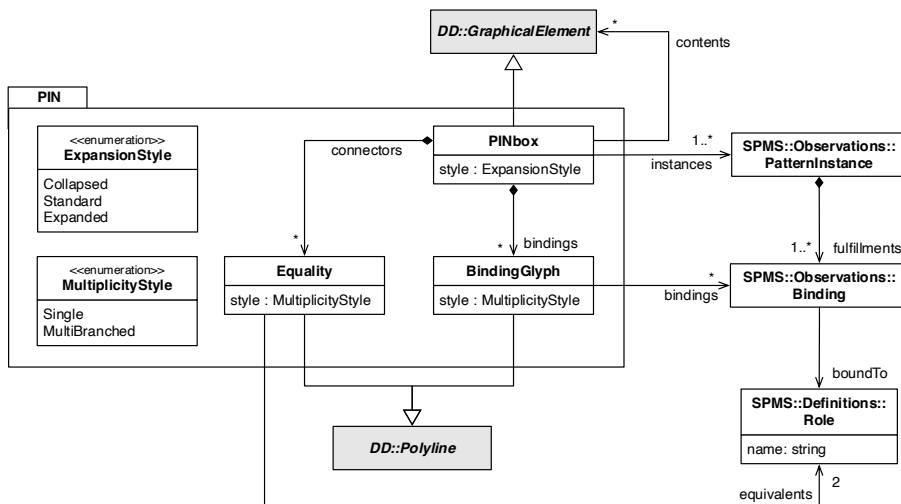 DD::GraphicalElement
*
contents
PIN
<<enumeration>>
ExpansionStyle
Collapsed
Standard
Expanded
connectors
PINbox
style : ExpansionStyle
1..*
instances
SPMS::Observations::
PatternInstance
*
* bindings
1..*
fulfillments
<<enumeration>>
MultiplicityStyle
Single
MultiBranched
Equality
style : MultiplicityStyle
BindingGlyph
style : MultiplicityStyle
*
bindings
SPMS::Observations::
Binding
boundTo
SPMS::Definitions::
Role
name: string
DD::Polyline
equivalents
2